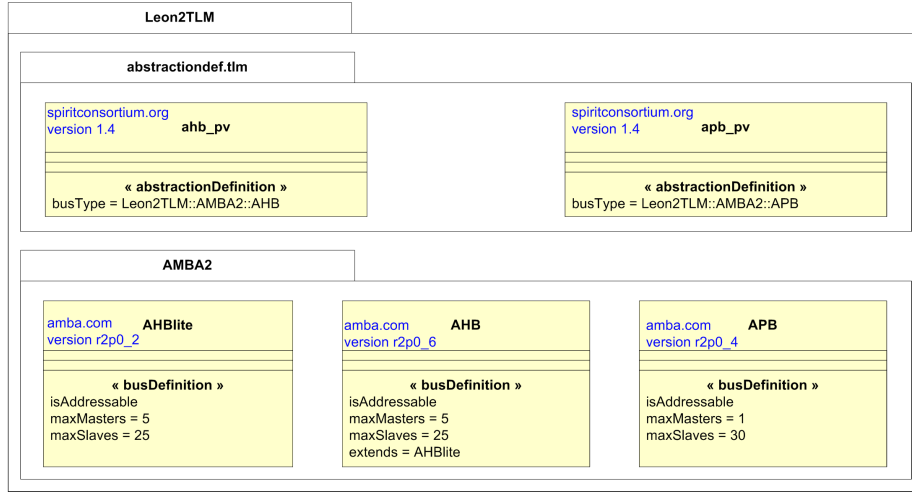 Leon2TLM
abstractiondef.tlm
spiritconsortium.org
version 1.4
ahb_pv
« abstractionDefinition »
busType = Leon2TLM::AMBA2::AHB
spiritconsortium.org
version 1.4
apb_pv
« abstractionDefinition »
busType = Leon2TLM::AMBA2::APB
AMBA2
amba.com
AHBlite
version r2p0_2
« busDefinition »
isAddressable
maxMasters = 5
maxSlaves = 25
amba.com
AHB
version r2p0_6
« busDefinition »
isAddressable
maxMasters = 5
maxSlaves = 25
extends = AHBlite
amba.com
APB
version r2p0_4
« busDefinition »
isAddressable
maxMasters = 1
maxSlaves = 30